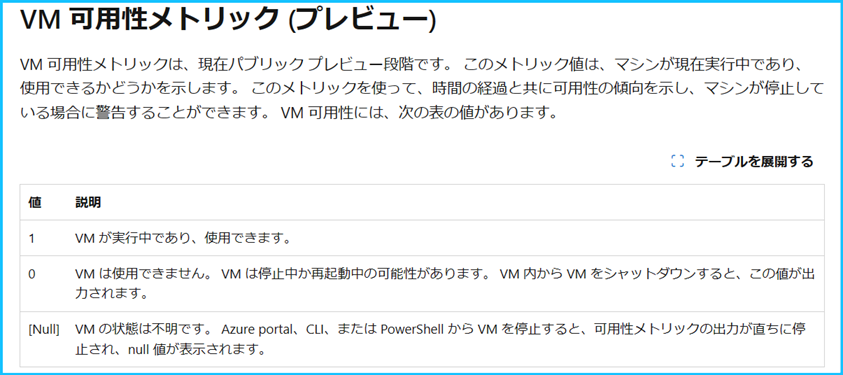 VM 可用性メトリック (プレビュー)
VM 可用性メトリックは、現在パブリック プレビュー段階です。 このメトリック値は、マシンが現在実行中であり、
使用できるかどうかを示します。 このメトリックを使って、時間の経過と共に可用性の傾向を示し、マシンが停止して
いる場合に警告することができます。 VM 可用性には、次の表の値があります。
テーブルを展開する
値 説明
1 VM が実行中であり、使用できます。
0 VM は使用できません。 VM は停止中か再起動中の可能性があります。 VM 内から VM をシャットダウンすると、この値が出
力されます。
[Null] VM の状態は不明です。 Azure portal、CLI、または PowerShell から VM を停止すると、可用性メトリックの出力が直ちに停
止され、null 値が表示されます。